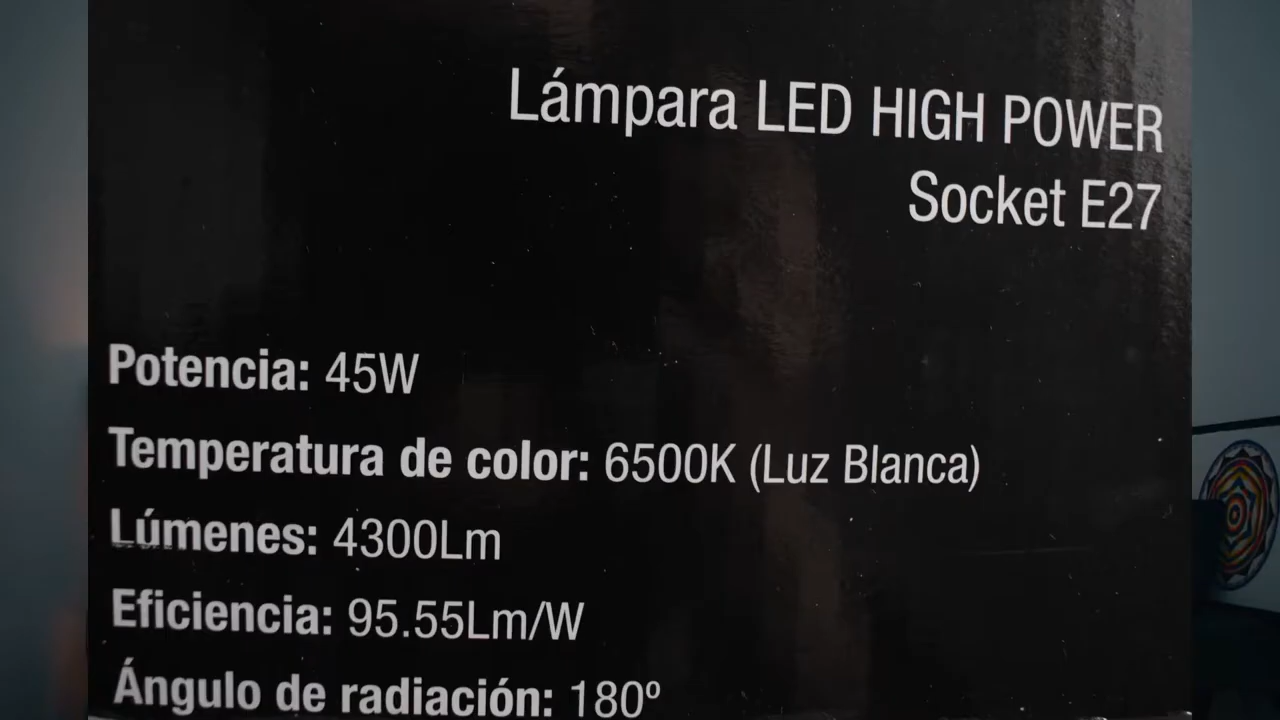 Lámpara LED HIGH POWER
Socket E27
Potencia: 45W
Temperatura de color: 6500K (Luz Blanca)
Lúmenes: 4300Lm
Eficiencia: 95.55Lm/W
Ángulo de radiación: 180º